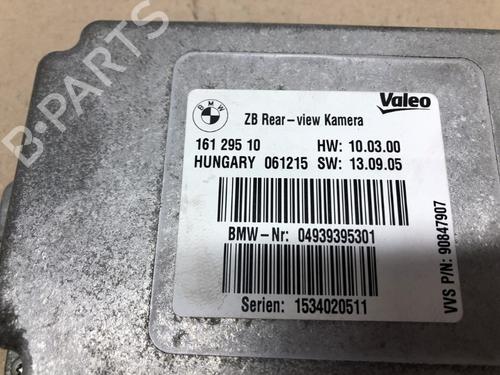 B-PARTS
BMW
Valeo
ZB Rear-view Kamera
161 295 10 HW: 10.03.00
HUNGARY 061215 SW: 13.09.05
BMW-Nr: 04939395301
Serien: 1534020511
VVS P/N: 90847907